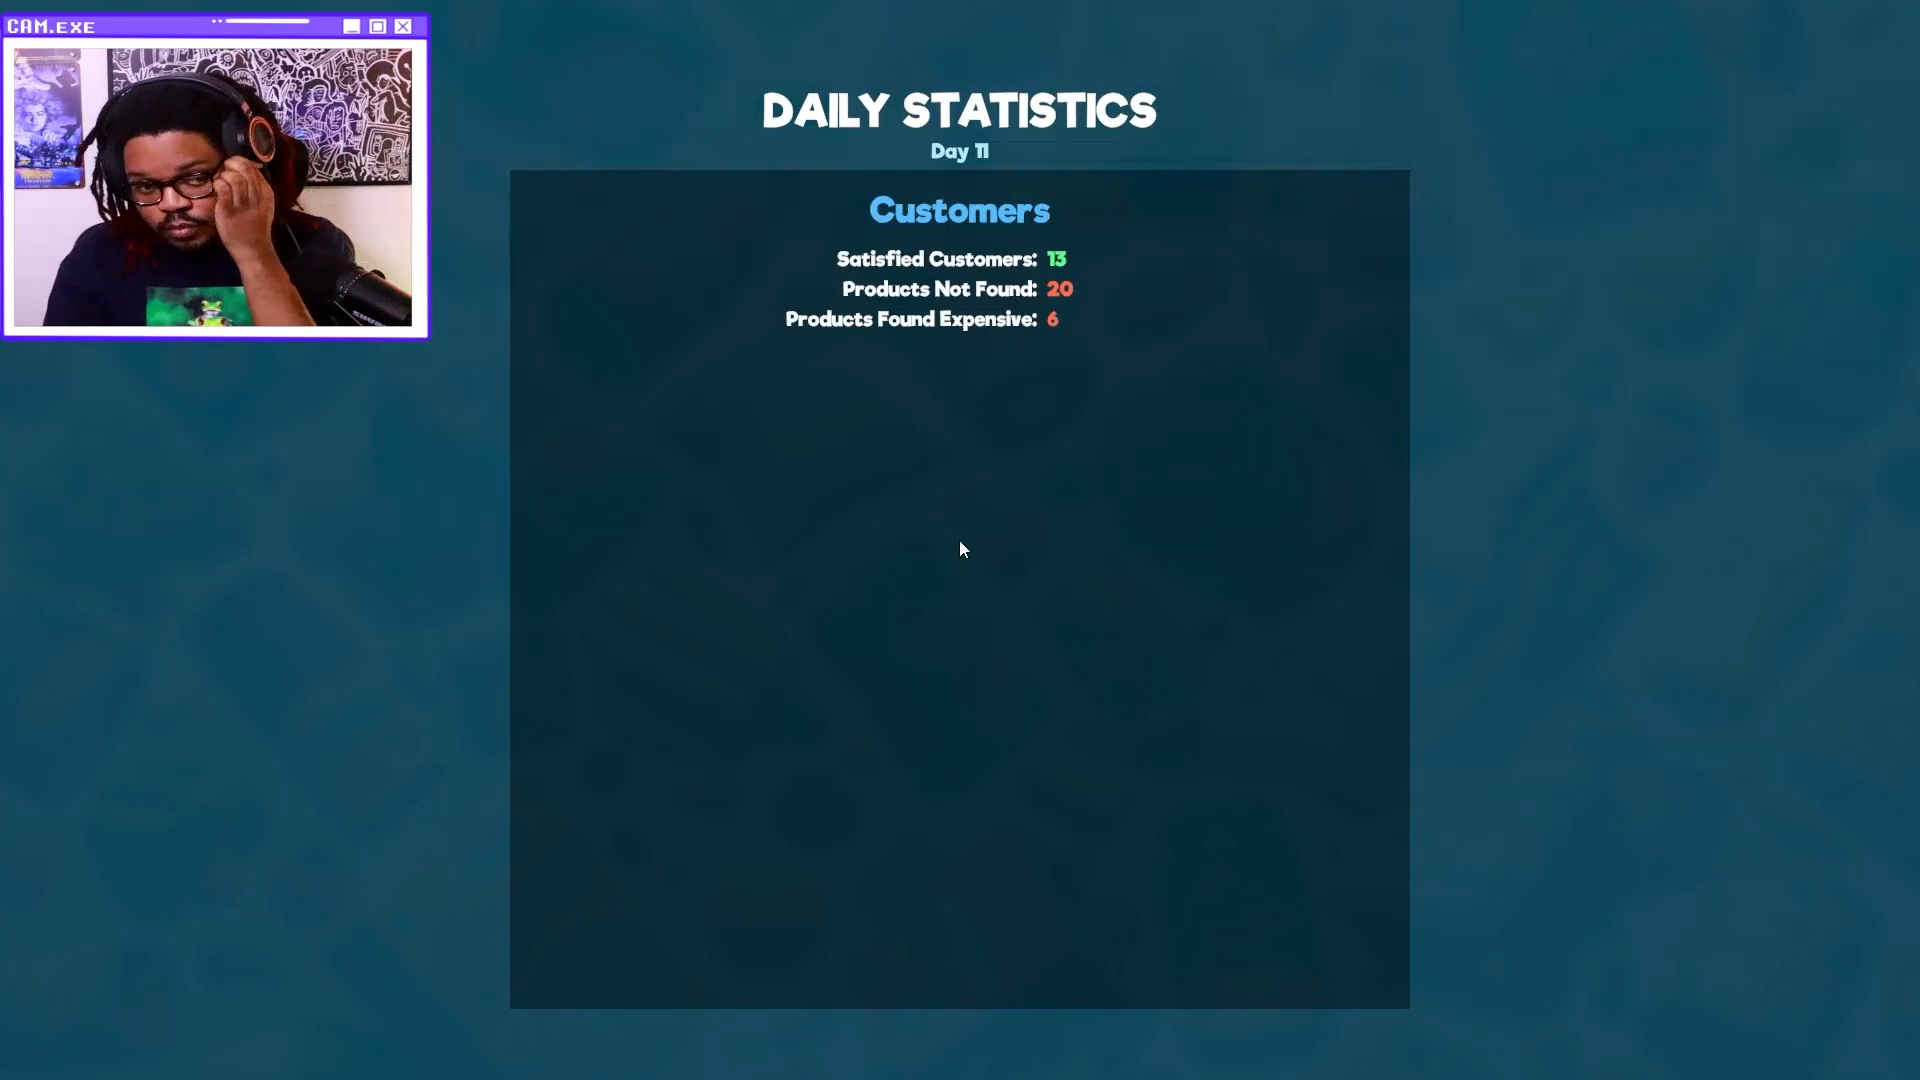 CAM.EXE
DAILY STATISTICS
Day 11
Customers
Satisfied Customers: 13
Products Not Found: 20
Products Found Expensive: 6